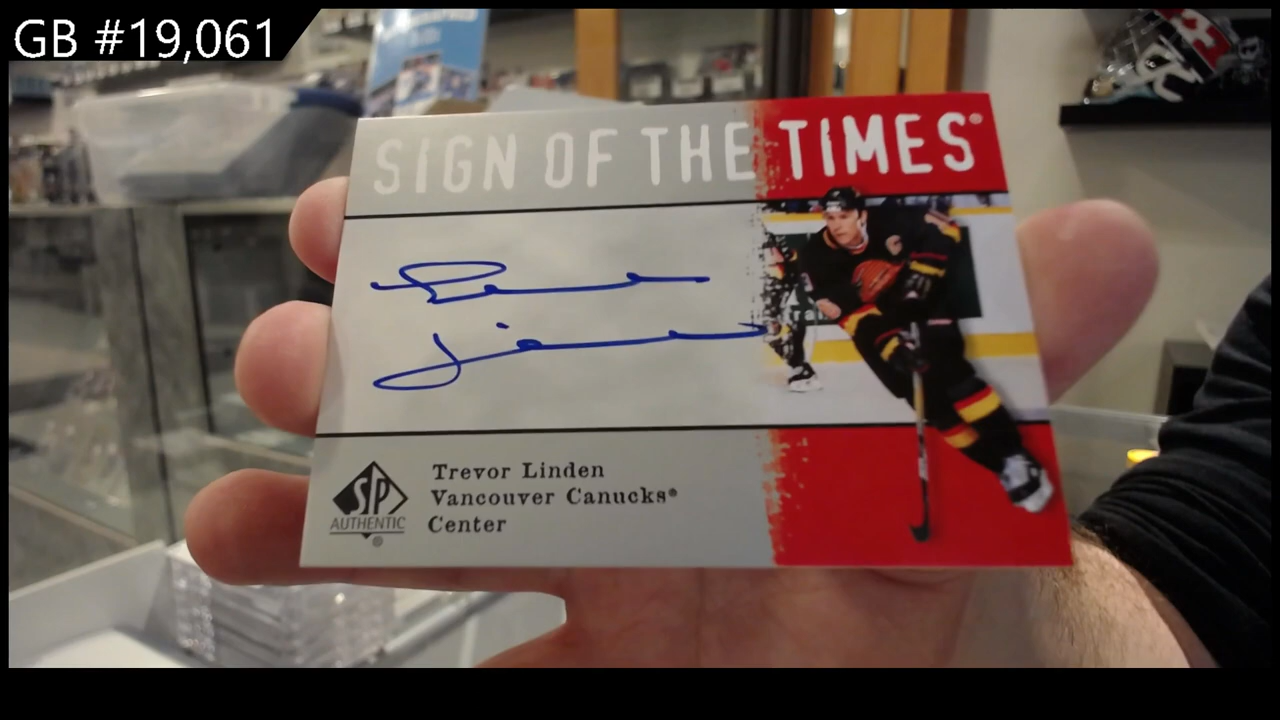 GB #19,061
SIGN OF THE TIMES®
Trevor Linden
Vancouver Canucks®
Center
SP
AUTHENTIC
®